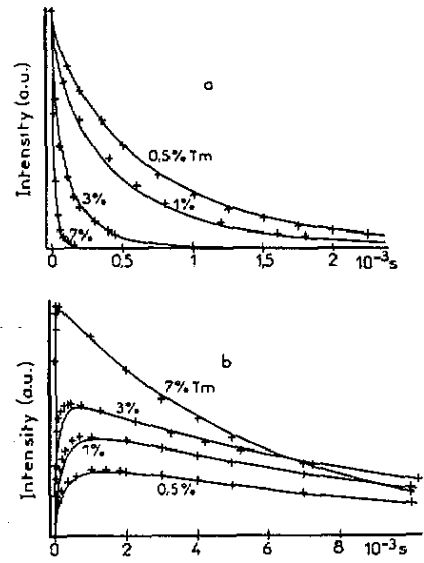 Intensity (a.u.)
a
0,5% Tm
1%
3%
7%
0 0,5 1 1,5 2 10⁻³s
Intensity (a.u.)
b
7% Tm
3%
1%
0,5%
0 2 4 6 8 10⁻³s